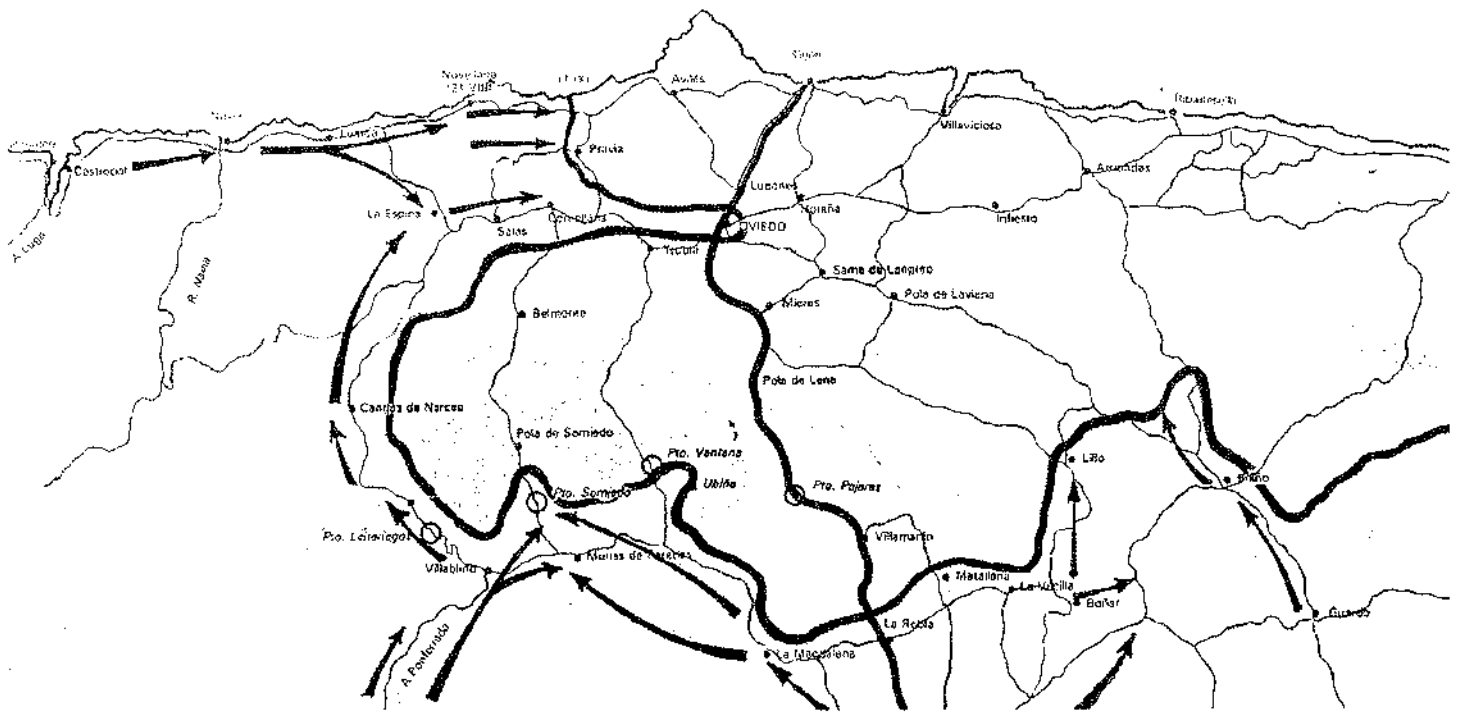 Castropol
A Lugo
R. Navia
Luarca
Avilés
Pravia
Villaviciosa
Ribadesella
Arriondas
Infiesto
Lugones
Noreña
OVIEDO
La Espina
Salas
Cornellana
Trubia
Sama de Langreo
Pola de Laviana
Mieres
Belmonte
Pola de Lena
Cangas de Narcea
Pola de Somiedo
Pto. Ventana
Ubiña
Pto. Somiedo
Pto. Pajares
Lillo
Riaño
Pto. Leitariegos
Villablino
Murias de Paredes
Villamanín
Matallana
La Vecilla
Boñar
Guardo
La Robla
La Magdalena
A Ponferrada